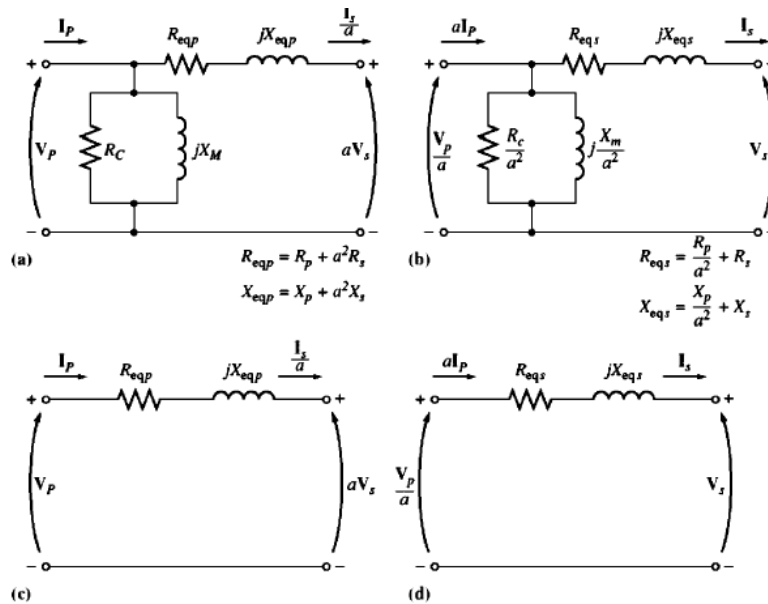 I_P R_eqp jX_eqp I_s/a
+ +
V_P R_C jX_M aV_s
– –
(a)
R_eqp = R_p + a²R_s
X_eqp = X_p + a²X_s
aI_P R_eqs jX_eqs I_s
+ +
V_p/a R_c/a² j X_m/a² V_s
– –
(b)
R_eqs = R_p/a² + R_s
X_eqs = X_p/a² + X_s
I_P R_eqp jX_eqp I_s/a
+ +
V_P aV_s
– –
(c)
aI_P R_eqs jX_eqs I_s
+ +
V_p/a V_s
– –
(d)